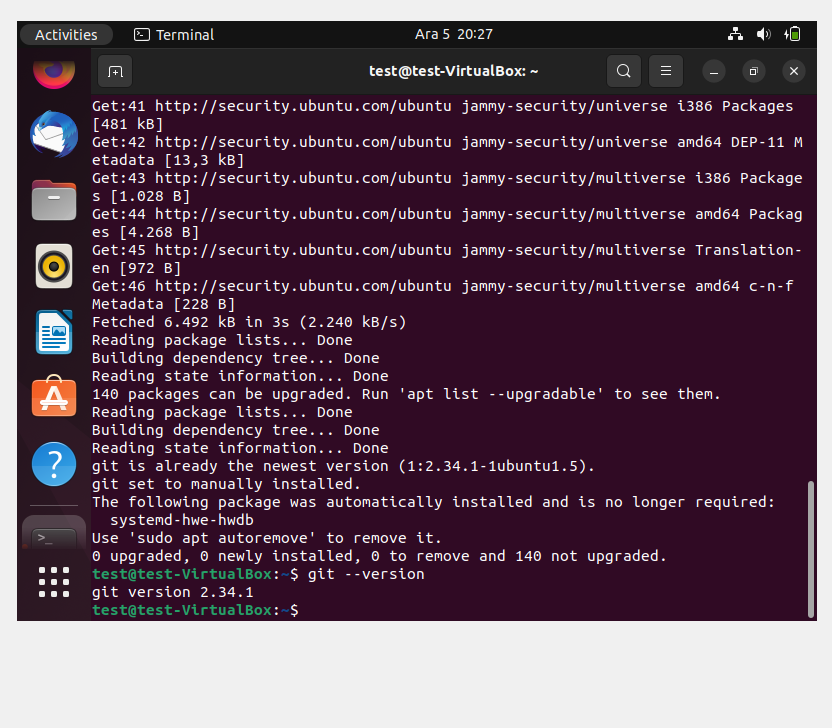 Activities
Terminal
Ara 5 20:27
test@test-VirtualBox: ~
Get:41 http://security.ubuntu.com/ubuntu jammy-security/universe i386 Packages
[481 kB]
Get:42 http://security.ubuntu.com/ubuntu jammy-security/universe amd64 DEP-11 M
etadata [13,3 kB]
Get:43 http://security.ubuntu.com/ubuntu jammy-security/multiverse i386 Package
s [1.028 B]
Get:44 http://security.ubuntu.com/ubuntu jammy-security/multiverse amd64 Packag
es [4.268 B]
Get:45 http://security.ubuntu.com/ubuntu jammy-security/multiverse Translation-
en [972 B]
Get:46 http://security.ubuntu.com/ubuntu jammy-security/multiverse amd64 c-n-f
Metadata [228 B]
Fetched 6.492 kB in 3s (2.240 kB/s)
Reading package lists... Done
Building dependency tree... Done
Reading state information... Done
140 packages can be upgraded. Run 'apt list --upgradable' to see them.
Reading package lists... Done
Building dependency tree... Done
Reading state information... Done
git is already the newest version (1:2.34.1-1ubuntu1.5).
git set to manually installed.
The following package was automatically installed and is no longer required:
  systemd-hwe-hwdb
Use 'sudo apt autoremove' to remove it.
0 upgraded, 0 newly installed, 0 to remove and 140 not upgraded.
test@test-VirtualBox:~$ git --version
git version 2.34.1
test@test-VirtualBox:~$